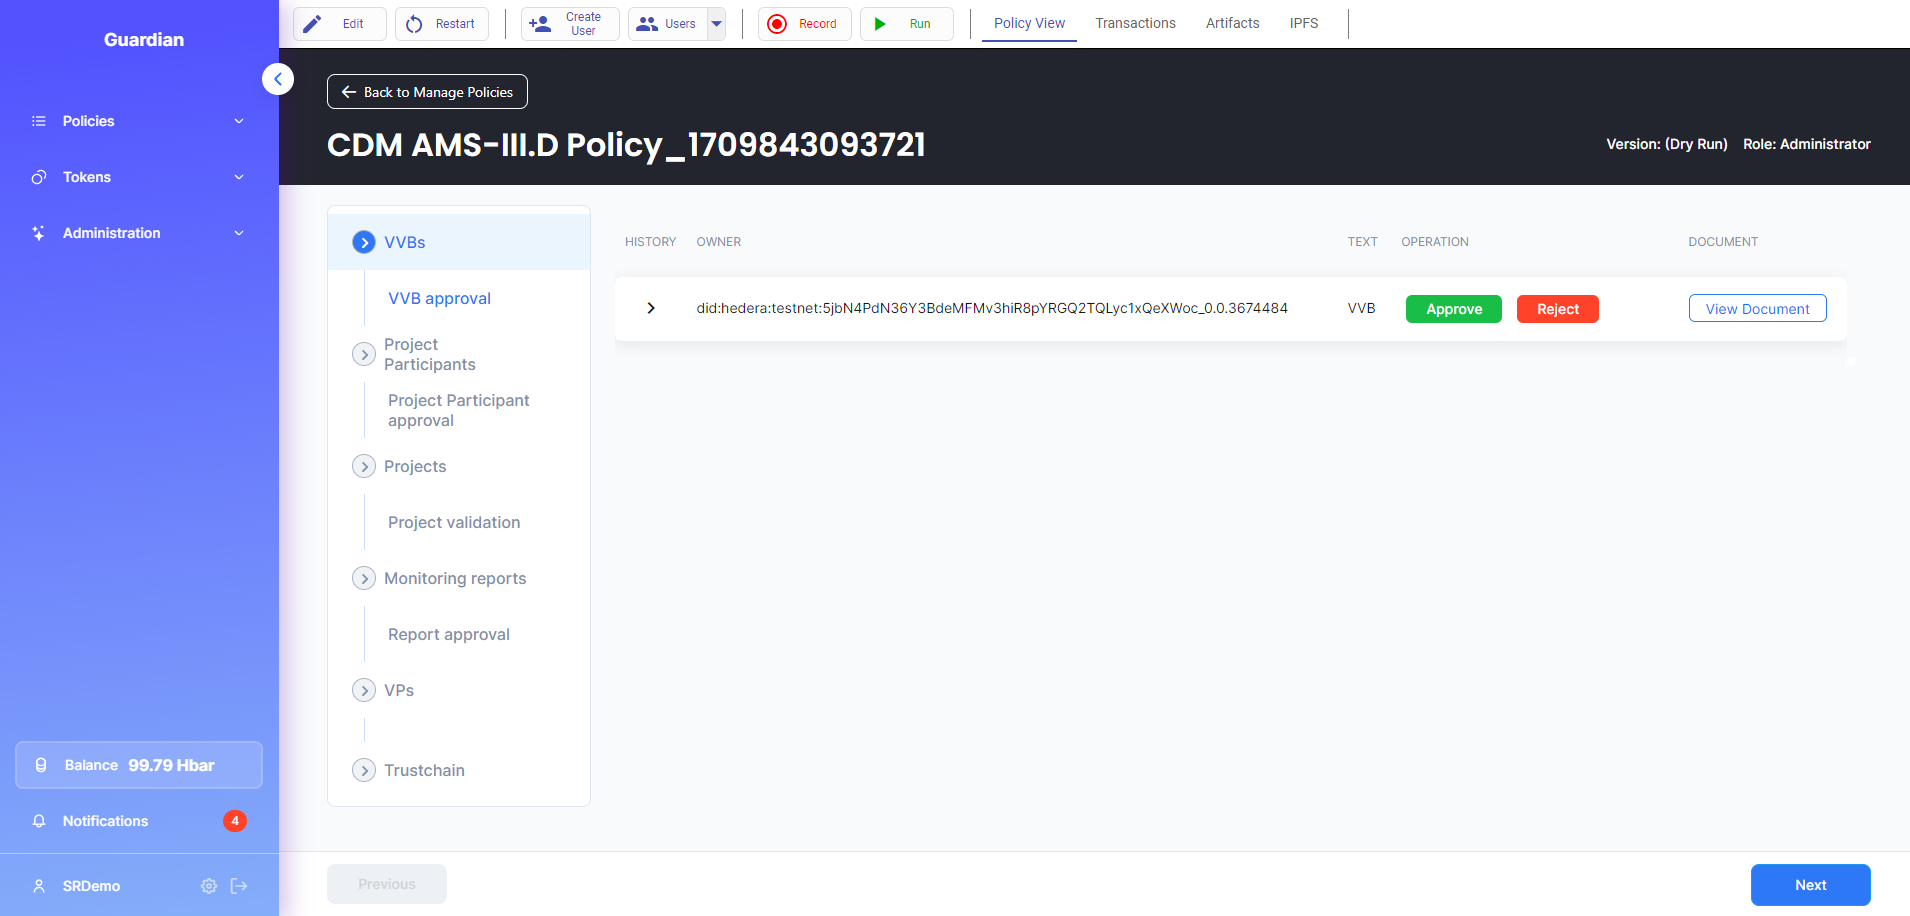 Guardian
Policies
Tokens
Administration
Balance 99.79 Hbar
Notifications 4
SRDemo
Edit
Restart
Create User
Users
Record
Run
Policy View
Transactions
Artifacts
IPFS
Back to Manage Policies
CDM AMS-III.D Policy_1709843093721
Version: (Dry Run) Role: Administrator
VVBs
VVB approval
Project
Participants
Project Participant
approval
Projects
Project validation
Monitoring reports
Report approval
VPs
Trustchain
HISTORY OWNER TEXT OPERATION DOCUMENT
did:hedera:testnet:5jbN4PdN36Y3BdeMFMv3hiR8pYRGQ2TQLyc1xQeXWoc_0.0.3674484 VVB Approve Reject View Document
Previous
Next